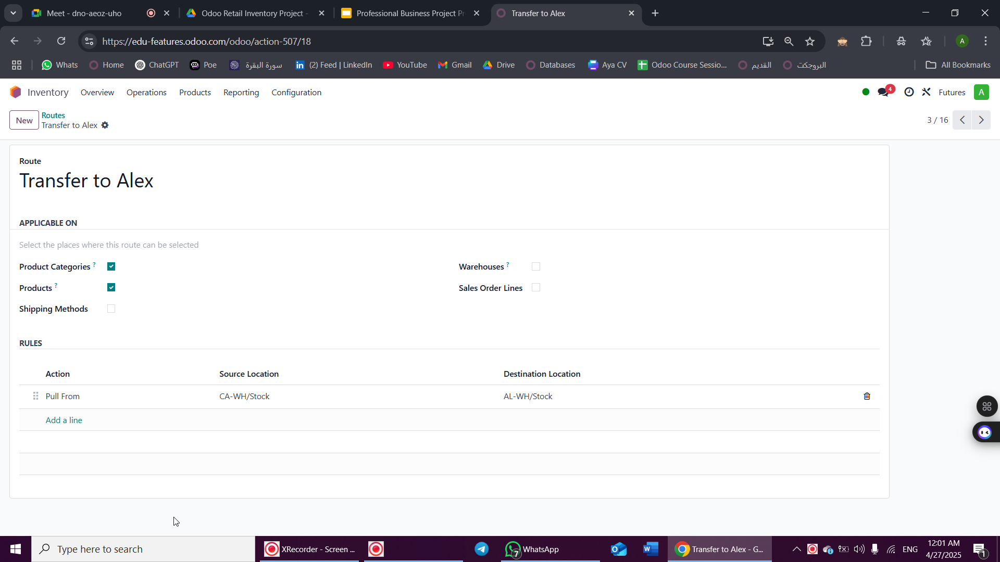 Meet - dno-aeoz-uho
Odoo Retail Inventory Project -
Professional Business Project Pr
Transfer to Alex
https://edu-features.odoo.com/odoo/action-507/18
A
Whats
Home
ChatGPT
Poe
سورة البقرة
(2) Feed | LinkedIn
YouTube
Gmail
Drive
Databases
Aya CV
Odoo Course Sessio...
القديم
البروجكت
All Bookmarks
Inventory
Overview
Operations
Products
Reporting
Configuration
4
Futures
A
New
Routes
Transfer to Alex
3 / 16
Route
Transfer to Alex
APPLICABLE ON
Select the places where this route can be selected
Product Categories ?
Warehouses ?
Products ?
Sales Order Lines
Shipping Methods
RULES
Action Source Location Destination Location
Pull From CA-WH/Stock AL-WH/Stock
Add a line
Type here to search
XRecorder - Screen ...
7
WhatsApp
Transfer to Alex - G...
ENG
12:01 AM
4/27/2025
1